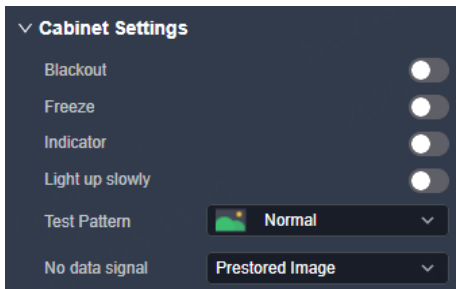 Cabinet Settings
Blackout
Freeze
Indicator
Light up slowly
Test Pattern Normal
No data signal Prestored Image